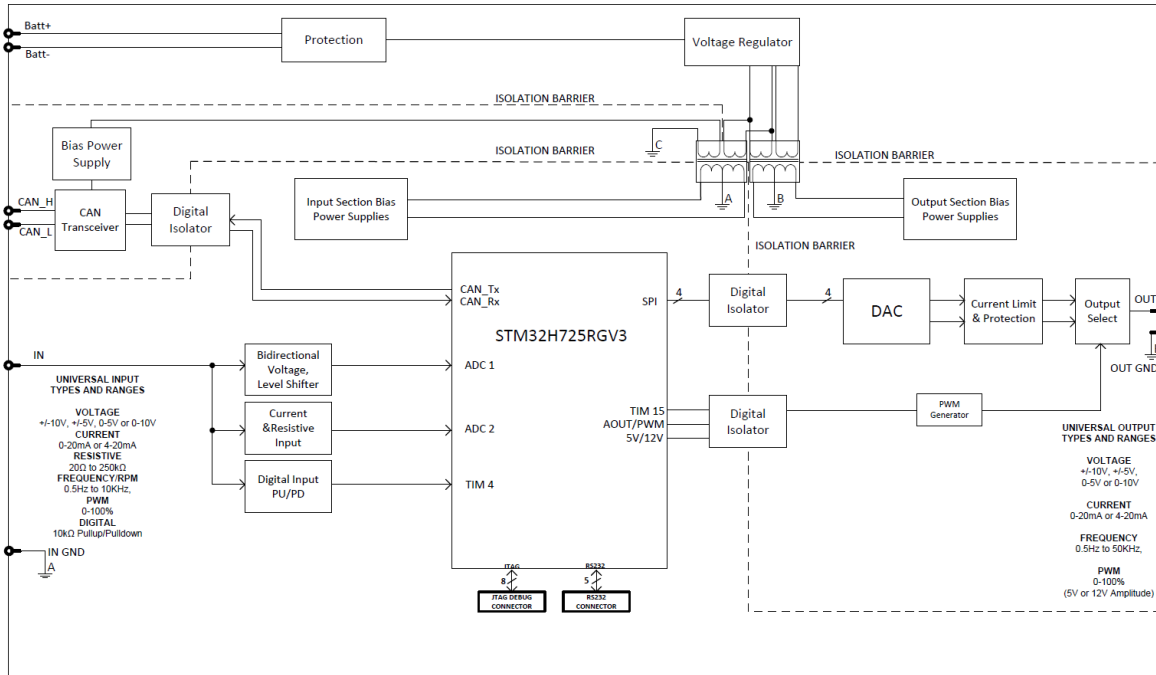 Batt+
Batt-
Protection
Voltage Regulator
ISOLATION BARRIER
Bias Power
Supply
C
ISOLATION BARRIER
ISOLATION BARRIER
CAN_H
CAN_L
CAN
Transceiver
Digital
Isolator
Input Section Bias
Power Supplies
A
B
Output Section Bias
Power Supplies
ISOLATION BARRIER
CAN_Tx
CAN_Rx
SPI
4
Digital
Isolator
4
DAC
Current Limit
& Protection
Output
Select
OUT
OUT GND
STM32H725RGV3
IN
Bidirectional
Voltage,
Level Shifter
ADC 1
Current
&Resistive
Input
ADC 2
Digital Input
PU/PD
TIM 4
TIM 15
AOUT/PWM
5V/12V
Digital
Isolator
PWM
Generator
UNIVERSAL INPUT
TYPES AND RANGES
VOLTAGE
+/-10V, +/-5V, 0-5V or 0-10V
CURRENT
0-20mA or 4-20mA
RESISTIVE
20Ω to 250kΩ
FREQUENCY/RPM
0.5Hz to 10KHz,
PWM
0-100%
DIGITAL
10kΩ Pullup/Pulldown
IN GND
A
UNIVERSAL OUTPUT
TYPES AND RANGES
VOLTAGE
+/-10V, +/-5V,
0-5V or 0-10V
CURRENT
0-20mA or 4-20mA
FREQUENCY
0.5Hz to 50KHz,
PWM
0-100%
(5V or 12V Amplitude)
JTAG
8
JTAG DEBUG
CONNECTOR
RS232
5
RS232
CONNECTOR